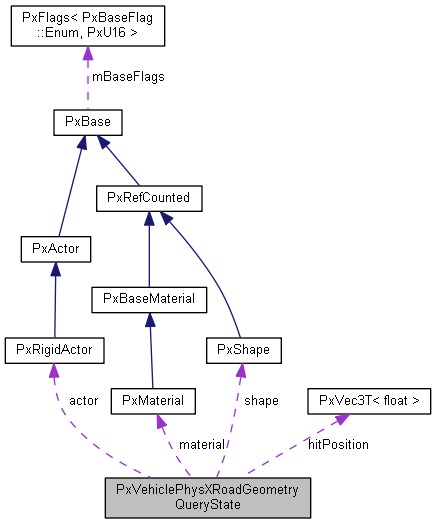 PxFlags< PxBaseFlag
::Enum, PxU16 >
mBaseFlags
PxBase
PxRefCounted
PxActor
PxBaseMaterial
PxRigidActor
PxShape
PxMaterial
PxVec3T< float >
actor
shape
material
hitPosition
PxVehiclePhysXRoadGeometry
QueryState